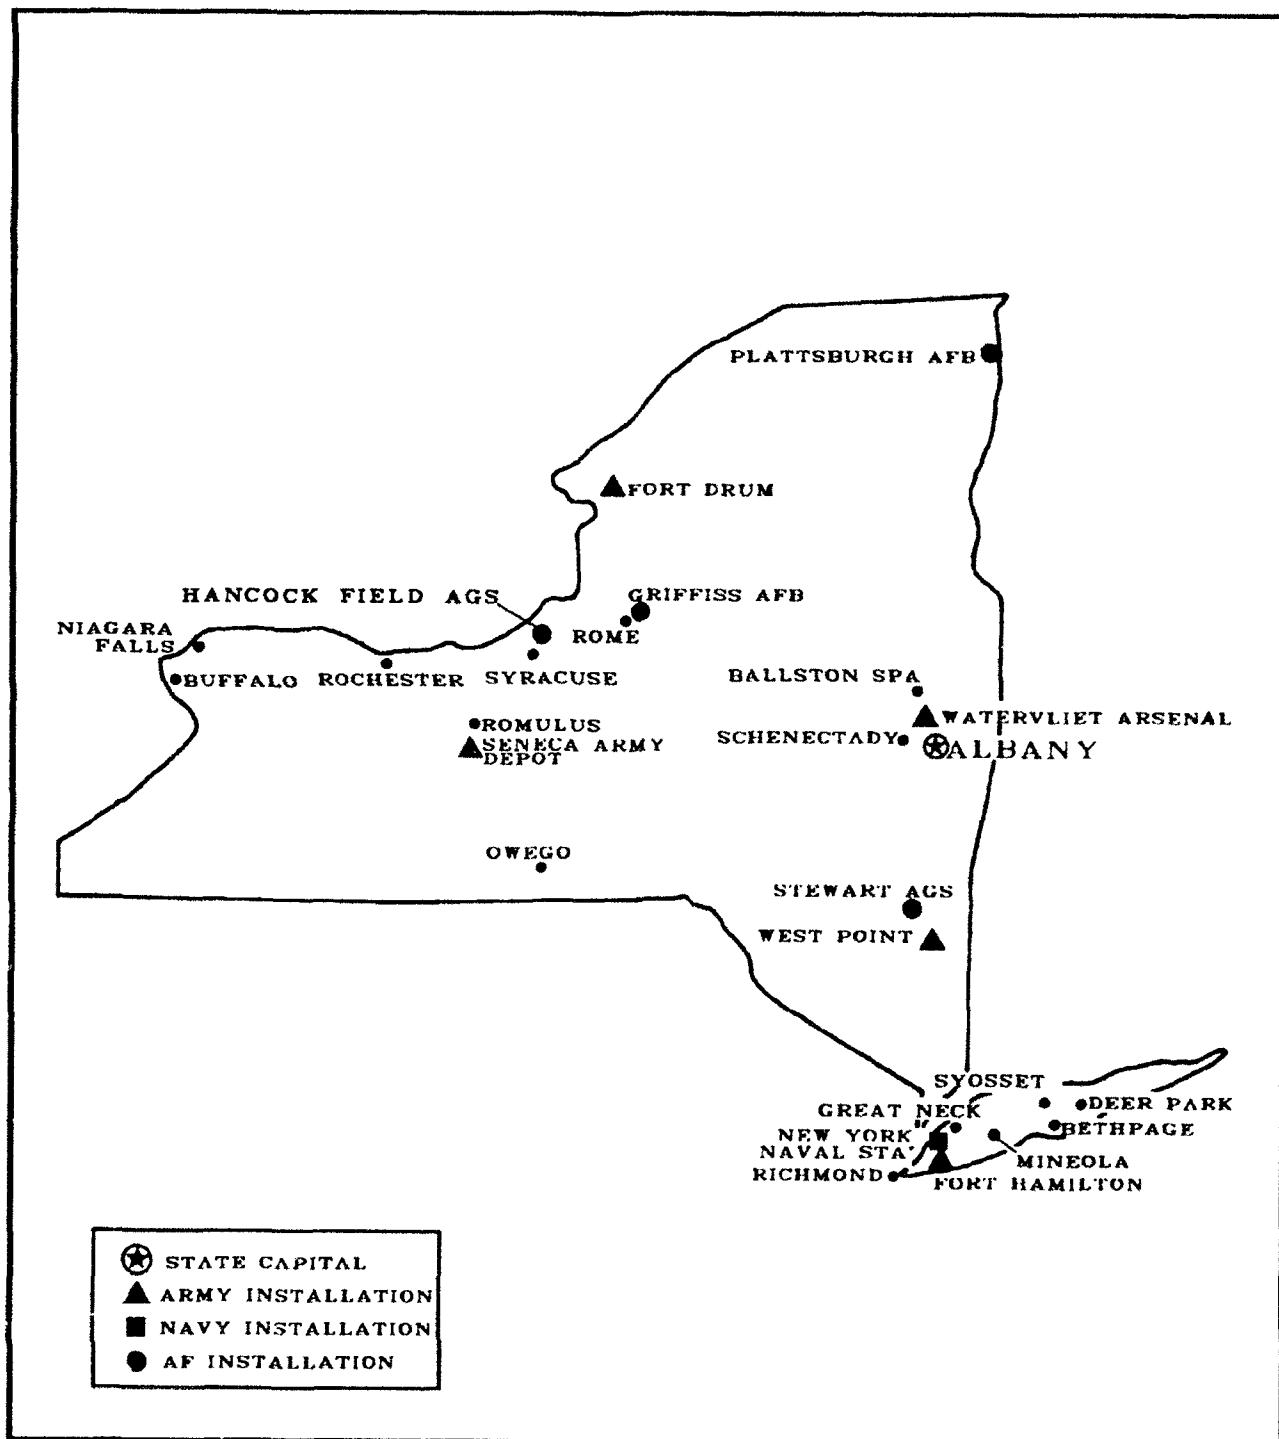 PLATTSBURGH AFB
FORT DRUM
HANCOCK FIELD AGS
GRIFFISS AFB
NIAGARA
FALLS
ROME
BUFFALO
ROCHESTER
SYRACUSE
BALLSTON SPA
ROMULUS
WATERVLIET ARSENAL
SENECA ARMY
DEPOT
SCHENECTADY
ALBANY
OWEGO
STEWART AGS
WEST POINT
SYOSSET
GREAT NECK
DEER PARK
NEW YORK
NAVAL STA
BETHPAGE
RICHMOND
MINEOLA
FORT HAMILTON
STATE CAPITAL
ARMY INSTALLATION
NAVY INSTALLATION
AF INSTALLATION